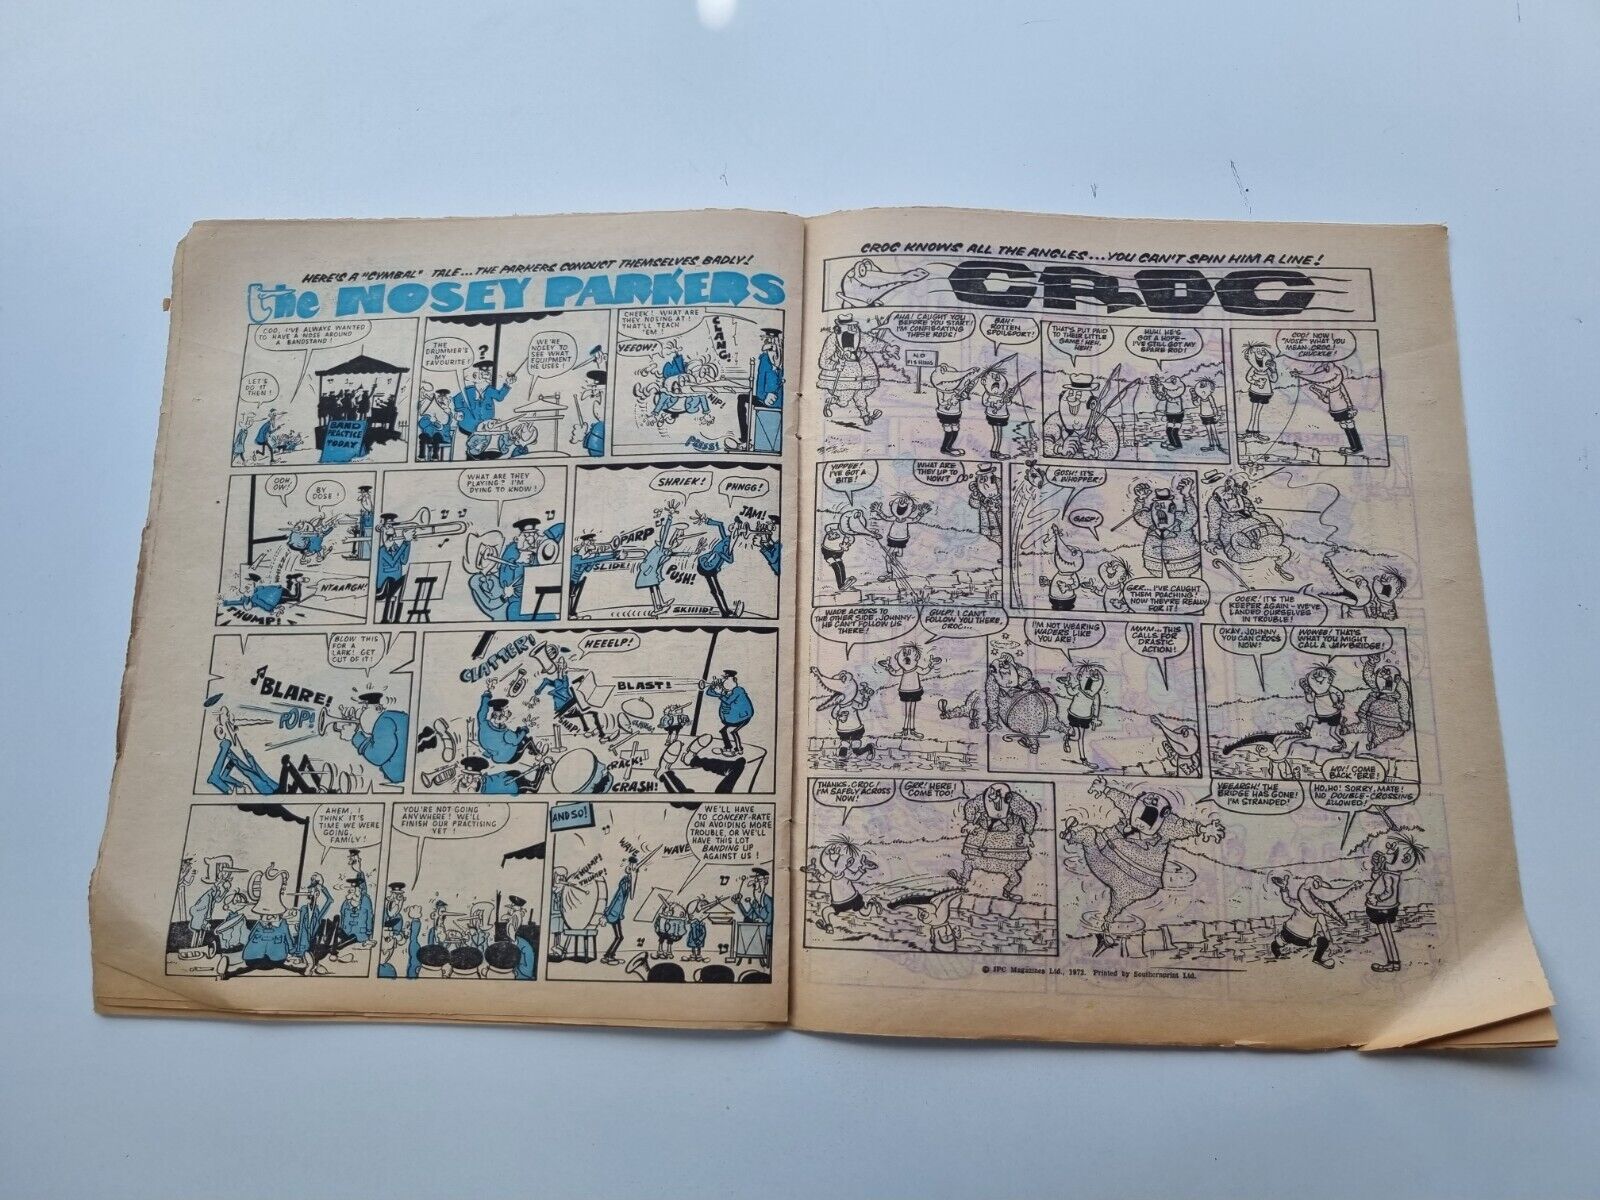 HERE'S A "CYMBAL" TALE...THE PARKERS CONDUCT THEMSELVES BADLY!
the NOSEY PARKERS
COO, I'VE ALWAYS WANTED
TO HAVE A NOSE AROUND
A BANDSTAND!
LET'S
DO IT
THEN!
BAND
PRACTICE
TODAY
THE
DRUMMER'S
MY
FAVOURITE!
?
WE'RE
NOSEY TO
SEE WHAT
EQUIPMENT
HE USES!
CHEEK! WHAT ARE
THEY NOSING AT!
THAT'LL TEACH
'EM!
YEEOW!
CLANG!
NIP!
OOH,
OW!
BY
DOSE!
NTAARGH!
THUMP!
WHAT ARE THEY
PLAYING? I'M
DYING TO KNOW!
SHRIEK!
PHNGG!
JAM!
PARP
SLIDE!
PUSH!
SKIIID!
BLARE!
POP!
BLOW THIS
FOR A
LARK! GET
OUT OF IT!
CLATTER!
HEEELP!
BLAST!
SNAP!
CRACK!
CRASH!
AHEM, I
THINK IT'S
TIME WE WERE
GOING,
FAMILY!
YOU'RE NOT GOING
ANYWHERE! WE'LL
FINISH OUR PRACTISING
YET!
AND SO!
THUMP!
THUMP!
WAVE
WAVE
WE'LL HAVE
TO CONCERT-RATE
ON AVOIDING MORE
TROUBLE, OR WE'LL
HAVE THIS LOT
BANDING UP
AGAINST US!
CROC KNOWS ALL THE ANGLES...YOU CAN'T SPIN HIM A LINE!
CROC
AHA! CAUGHT YOU
BEFORE YOU START!
I'M CONFISCATING
THESE RODS!
BAH!
ROTTEN
SPOILSPORT!
NO
FISHING
THAT'S PUT PAID
TO THEIR LITTLE
GAME! HEH,
HEH!
HUH! HE'S
GOT A HOPE-
I'VE STILL GOT MY
SPARE ROD!
COO! NOW I
"NOSE" WHAT YOU
MEAN, CROC!
CHUCKLE!
YIPPEE!
I'VE GOT A
BITE!
WHAT ARE
THEY UP TO
NOW?
GOSH! IT'S
A WHOPPER!
GASP!
GRR...I'VE CAUGHT
THEM POACHING!
NOW THEY'RE REALLY
FOR IT!
OOER! IT'S THE
KEEPER AGAIN-WE'VE
LANDED OURSELVES
IN TROUBLE!
WADE ACROSS TO
THE OTHER SIDE, JOHNNY-
HE CAN'T FOLLOW US
THERE!
GULP! I CAN'T
FOLLOW YOU THERE,
CROC...
I'M NOT WEARING
WADERS LIKE
YOU ARE!
MMM...THIS
CALLS FOR
DRASTIC
ACTION!
OKAY, JOHNNY,
YOU CAN CROSS
NOW!
WOWEE! THAT'S
WHAT YOU MIGHT
CALL A JAWBRIDGE!
HOI! COME
BACK 'ERE!
THANKS, CROC!
I'M SAFELY ACROSS
NOW!
GRR! HERE I
COME TOO!
YEEARGH! THE
BRIDGE HAS GONE!
I'M STRANDED!
HO, HO! SORRY, MATE!
NO DOUBLE-CROSSING
ALLOWED!
© IPC Magazines Ltd., 1972. Printed by Southernprint Ltd.